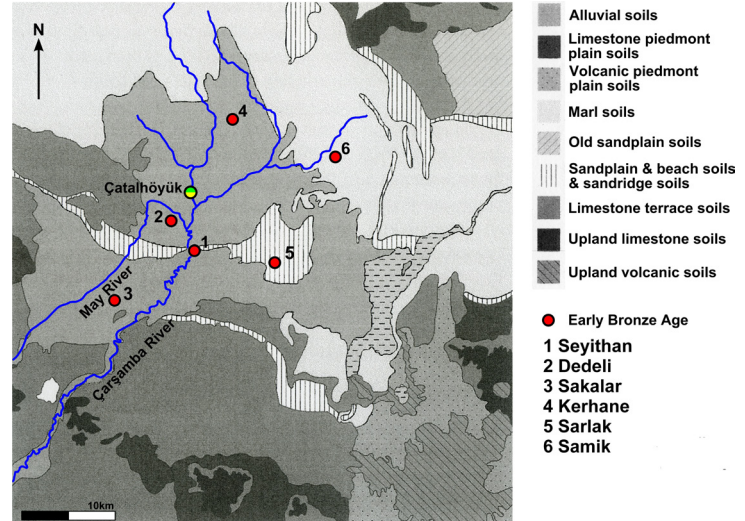 N
4
6
Çatalhöyük
2
1
5
3
May River
Çarşamba River
10km
Alluvial soils
Limestone piedmont
plain soils
Volcanic piedmont
plain soils
Marl soils
Old sandplain soils
Sandplain & beach soils
& sandridge soils
Limestone terrace soils
Upland limestone soils
Upland volcanic soils
Early Bronze Age
1 Seyithan
2 Dedeli
3 Sakalar
4 Kerhane
5 Sarlak
6 Samik